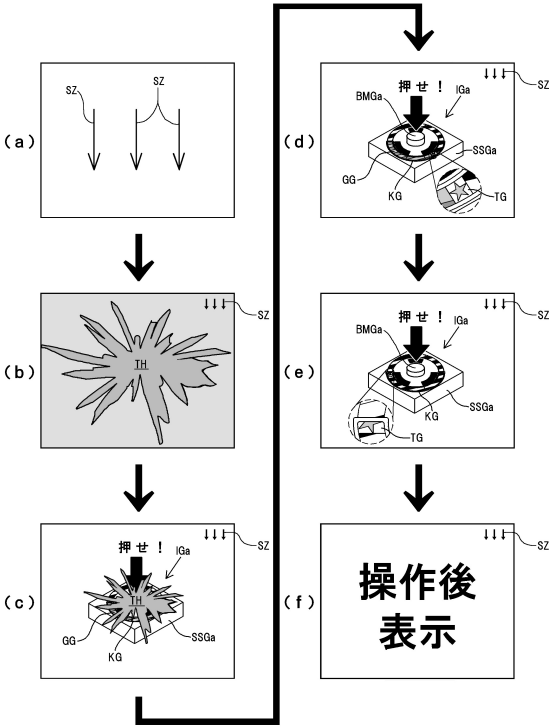 (a)
SZ
SZ
(b)
SZ
TH
(c)
SZ
押せ！
IGa
TH
GG
KG
SSGa
(d)
SZ
押せ！
BMGa
IGa
SSGa
GG
KG
TG
(e)
SZ
押せ！
BMGa
IGa
KG
SSGa
TG
(f)
SZ
操作後
表示